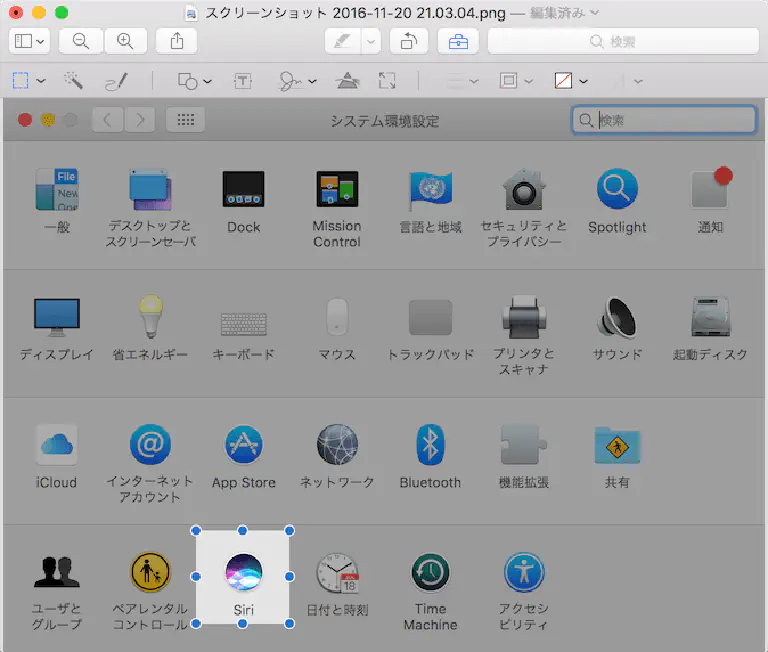 スクリーンショット 2016-11-20 21.03.04.png — 編集済み
検索
システム環境設定
検索
File
New
Ope
一般
デスクトップと
スクリーンセーバ
Dock
Mission
Control
言語と地域
セキュリティと
プライバシー
Spotlight
通知
ディスプレイ
省エネルギー
キーボード
マウス
トラックパッド
プリンタと
スキャナ
サウンド
起動ディスク
iCloud
インターネット
アカウント
App Store
ネットワーク
Bluetooth
機能拡張
共有
ユーザと
グループ
ペアレンタル
コントロール
Siri
18
日付と時刻
Time
Machine
アクセシ
ビリティ